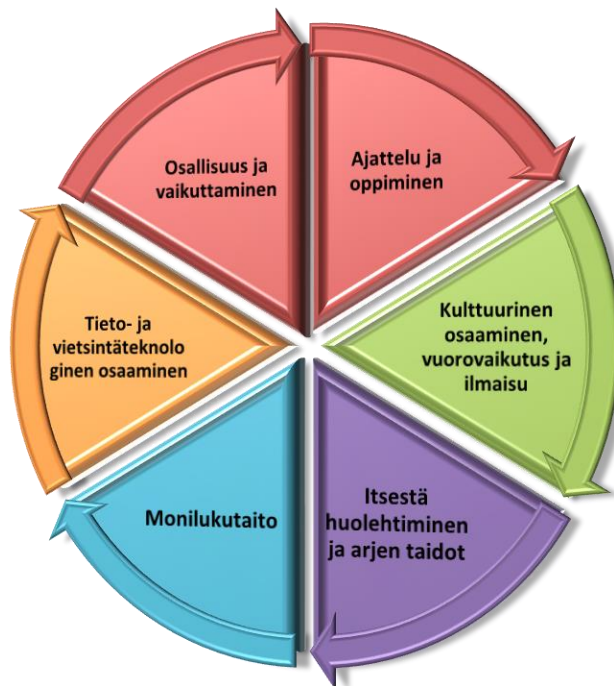 Osallisuus ja
vaikuttaminen
Ajattelu ja
oppiminen
Kulttuurinen
osaaminen,
vuorovaikutus ja
ilmaisu
Itsestä
huolehtiminen
ja arjen taidot
Monilukutaito
Tieto- ja
vietsintäteknolo
ginen osaaminen